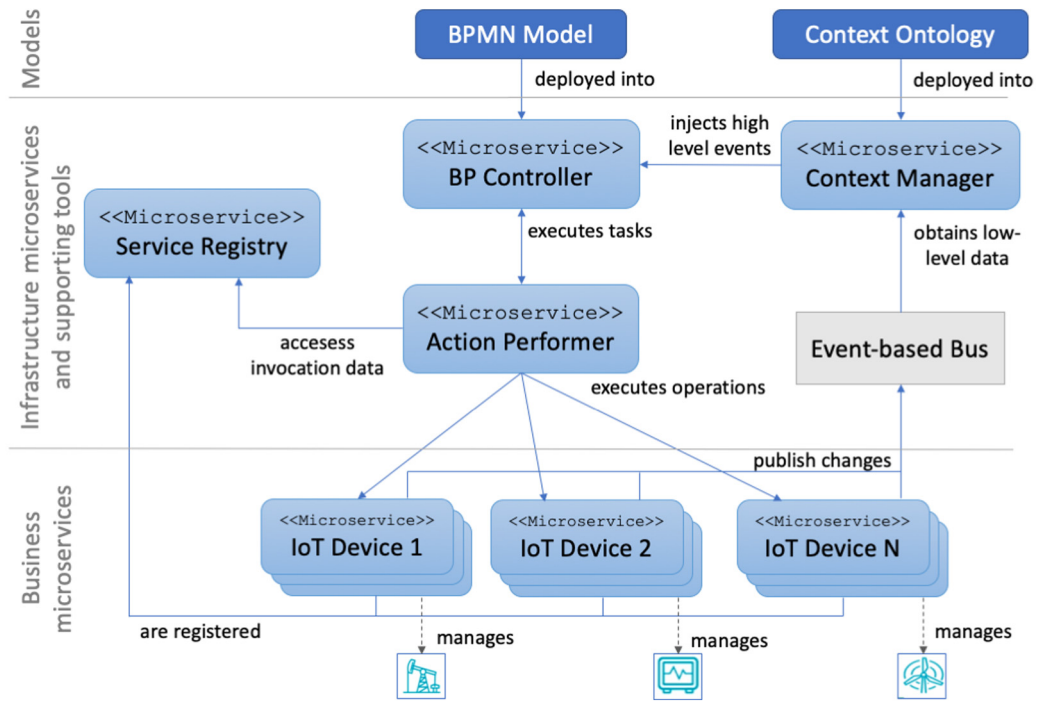 Models
BPMN Model
Context Ontology
deployed into
deployed into
Infrastructure microservices
and supporting tools
<<Microservice>>
BP Controller
injects high
level events
<<Microservice>>
Context Manager
<<Microservice>>
Service Registry
executes tasks
obtains low-
level data
<<Microservice>>
Action Performer
accesess
invocation data
Event-based Bus
executes operations
Business
microservices
publish changes
<<Microservice>>
IoT Device 1
<<Microservice>>
IoT Device 2
<<Microservice>>
IoT Device N
are registered
manages
manages
manages